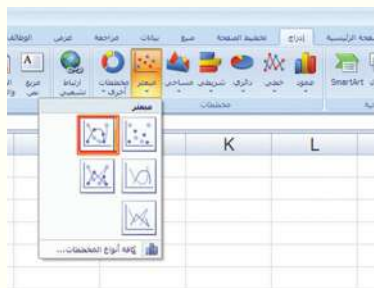 الصفحة الرئيسية إدراج تخطيط الصفحة صيغ بيانات مراجعة عرض
SmartArt عمود خطي دائري شريطي مساحي مبعثر مخططات أخرى ارتباط تشعبي مربع نص
مخططات
مبعثر
K L
كافة أنواع المخططات...